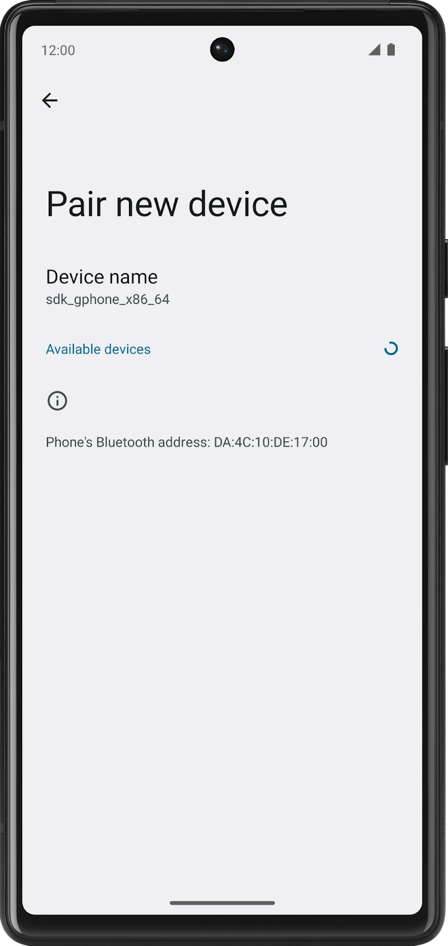 12:00
Pair new device
Device name
sdk_gphone_x86_64
Available devices
Phone's Bluetooth address: DA:4C:10:DE:17:00